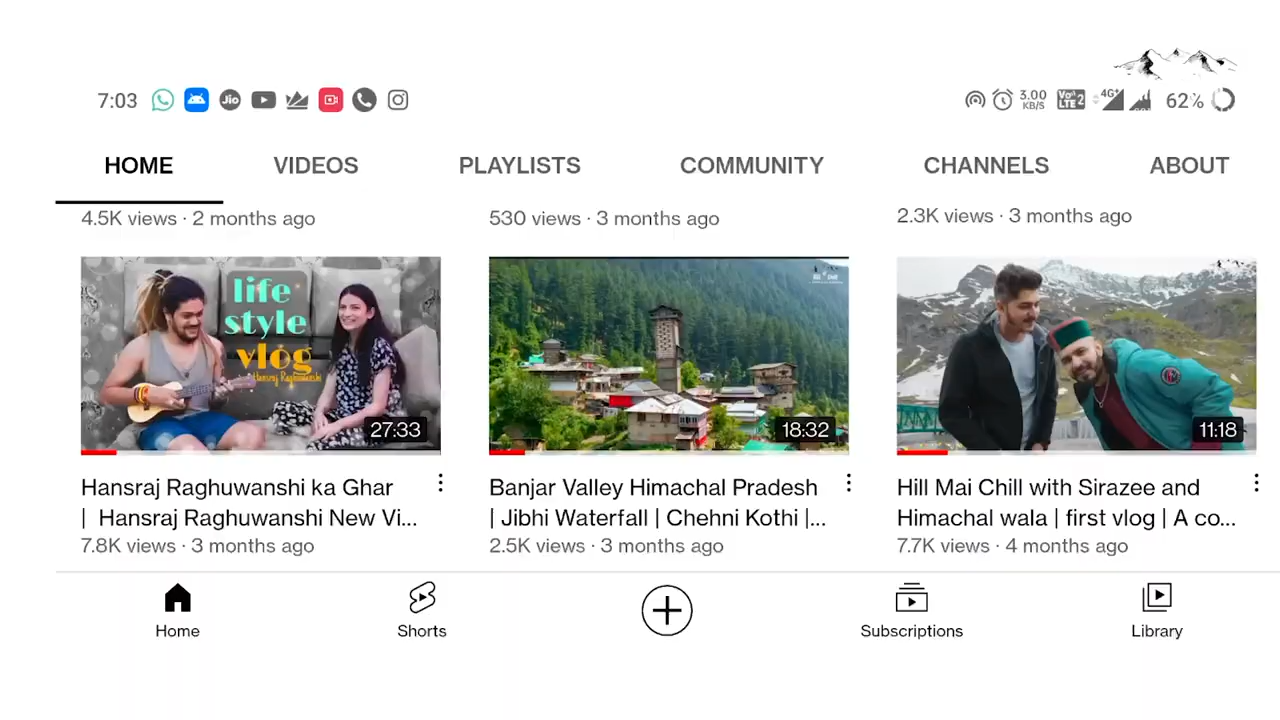 7:03
3.00
KB/S
4G+
62%
HOME
VIDEOS
PLAYLISTS
COMMUNITY
CHANNELS
ABOUT
4.5K views · 2 months ago
530 views · 3 months ago
2.3K views · 3 months ago
life
style
vlog
Hansraj Raghuwanshi
27:33
18:32
11:18
Hansraj Raghuwanshi ka Ghar
| Hansraj Raghuwanshi New Vi...
7.8K views · 3 months ago
Banjar Valley Himachal Pradesh
| Jibhi Waterfall | Chehni Kothi |...
2.5K views · 3 months ago
Hill Mai Chill with Sirazee and
Himachal wala | first vlog | A co...
7.7K views · 4 months ago
Home
Shorts
Subscriptions
Library